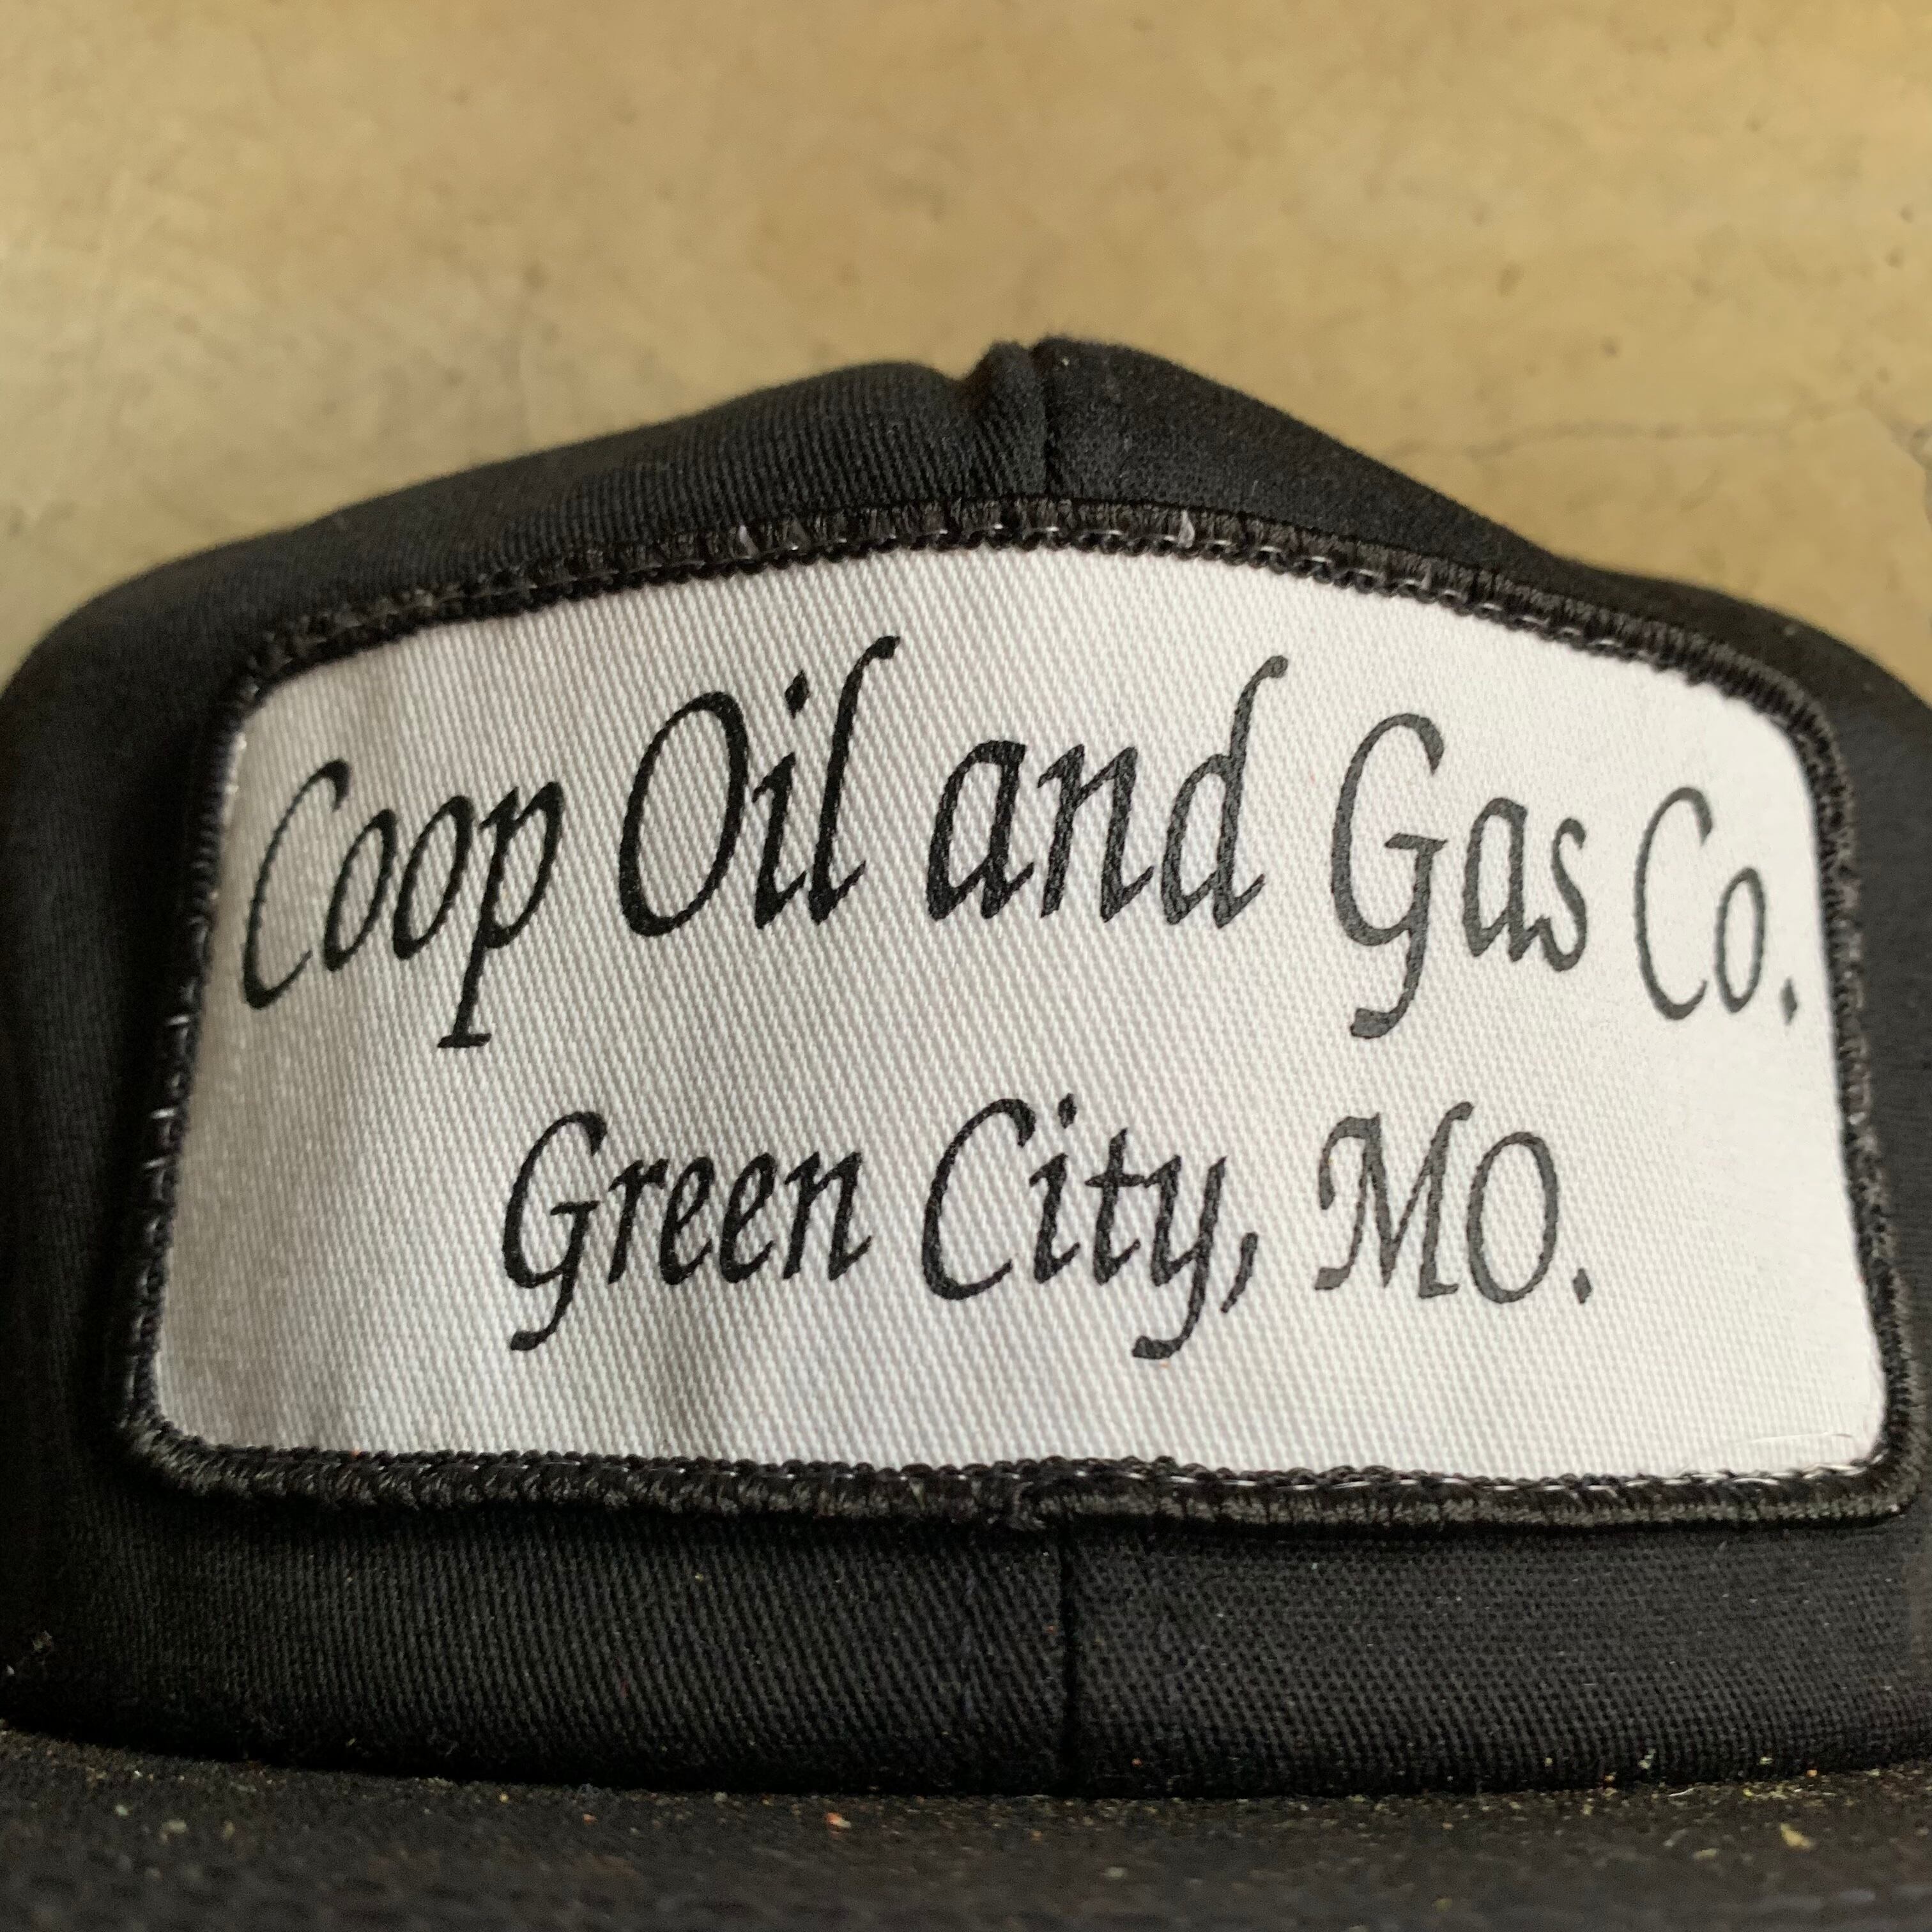 Coop Oil and Gas Co.
Green City, MO.